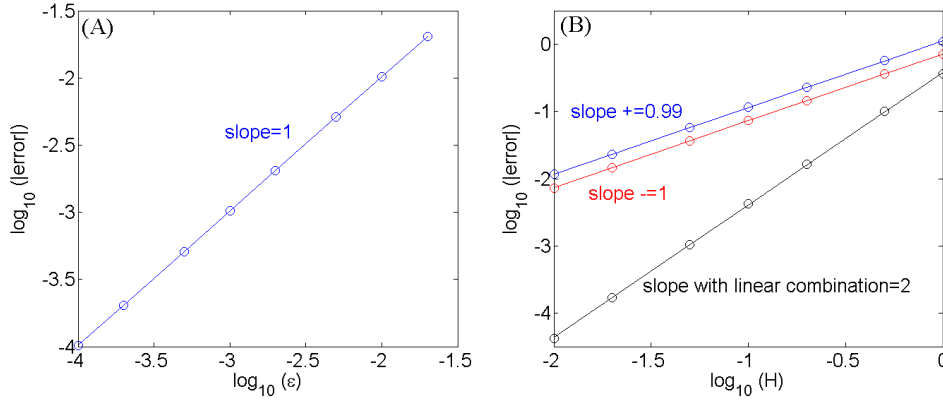 (A)
-2
-2.5
-3
-3.5
-4
log10 (|error|)
slope=1
-4
-3.5
-3
-2.5
-2
-1.5
log10 (ε)
(B)
0
-1
-2
-3
-4
log10 (|error|)
slope +=0.99
slope -=1
slope with linear combination=2
-2
-1.5
-1
-0.5
0
log10 (H)